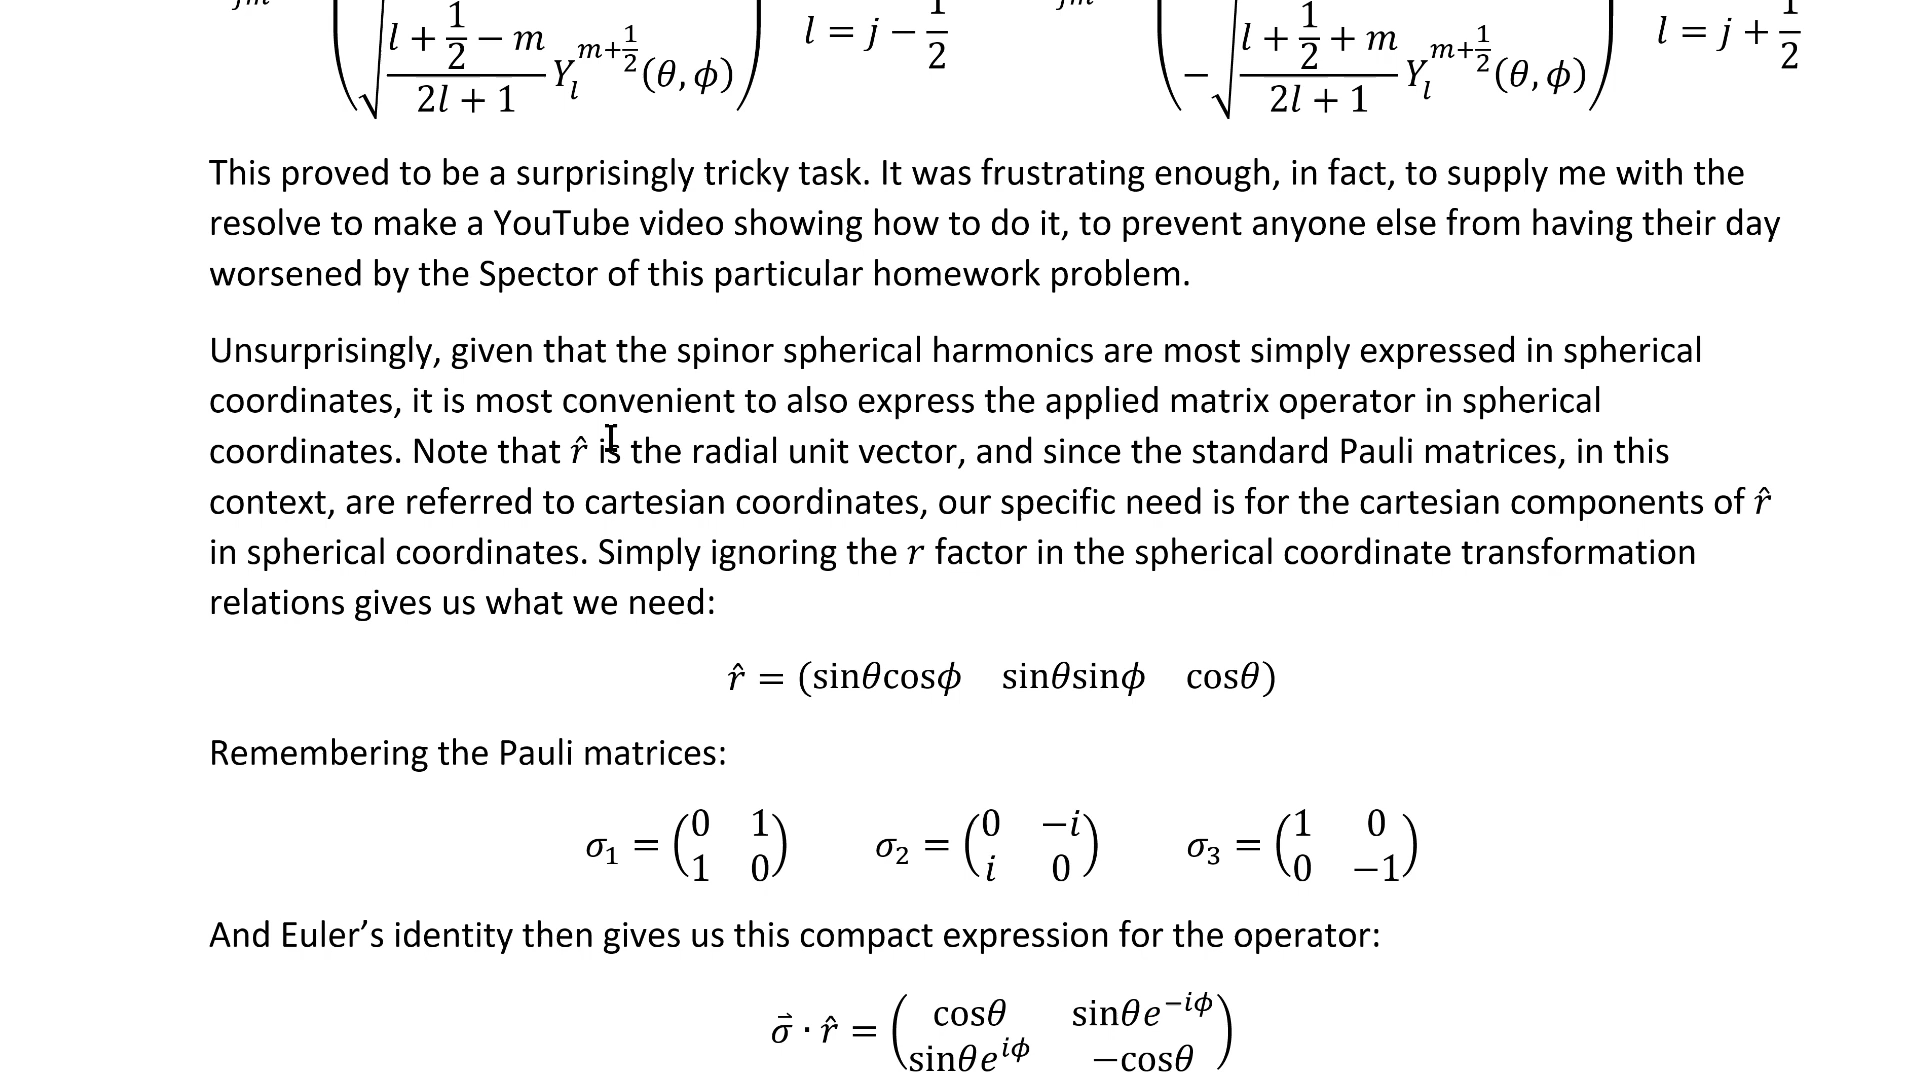 jm   jm
(√((l + 1/2 − m)/(2l + 1)) Y_l^{m+1/2}(θ, ϕ))   l = j − 1/2   (−√((l + 1/2 + m)/(2l + 1)) Y_l^{m+1/2}(θ, ϕ))   l = j + 1/2
This proved to be a surprisingly tricky task. It was frustrating enough, in fact, to supply me with the
resolve to make a YouTube video showing how to do it, to prevent anyone else from having their day
worsened by the Spector of this particular homework problem.
Unsurprisingly, given that the spinor spherical harmonics are most simply expressed in spherical
coordinates, it is most convenient to also express the applied matrix operator in spherical
coordinates. Note that r̂ is the radial unit vector, and since the standard Pauli matrices, in this
context, are referred to cartesian coordinates, our specific need is for the cartesian components of r̂
in spherical coordinates. Simply ignoring the r factor in the spherical coordinate transformation
relations gives us what we need:
r̂ = (sinθcosϕ   sinθsinϕ   cosθ)
Remembering the Pauli matrices:
σ₁ = (0 1; 1 0)   σ₂ = (0 −i; i 0)   σ₃ = (1 0; 0 −1)
And Euler’s identity then gives us this compact expression for the operator:
σ⃗ · r̂ = (cosθ   sinθe^{−iϕ}; sinθe^{iϕ}   −cosθ)